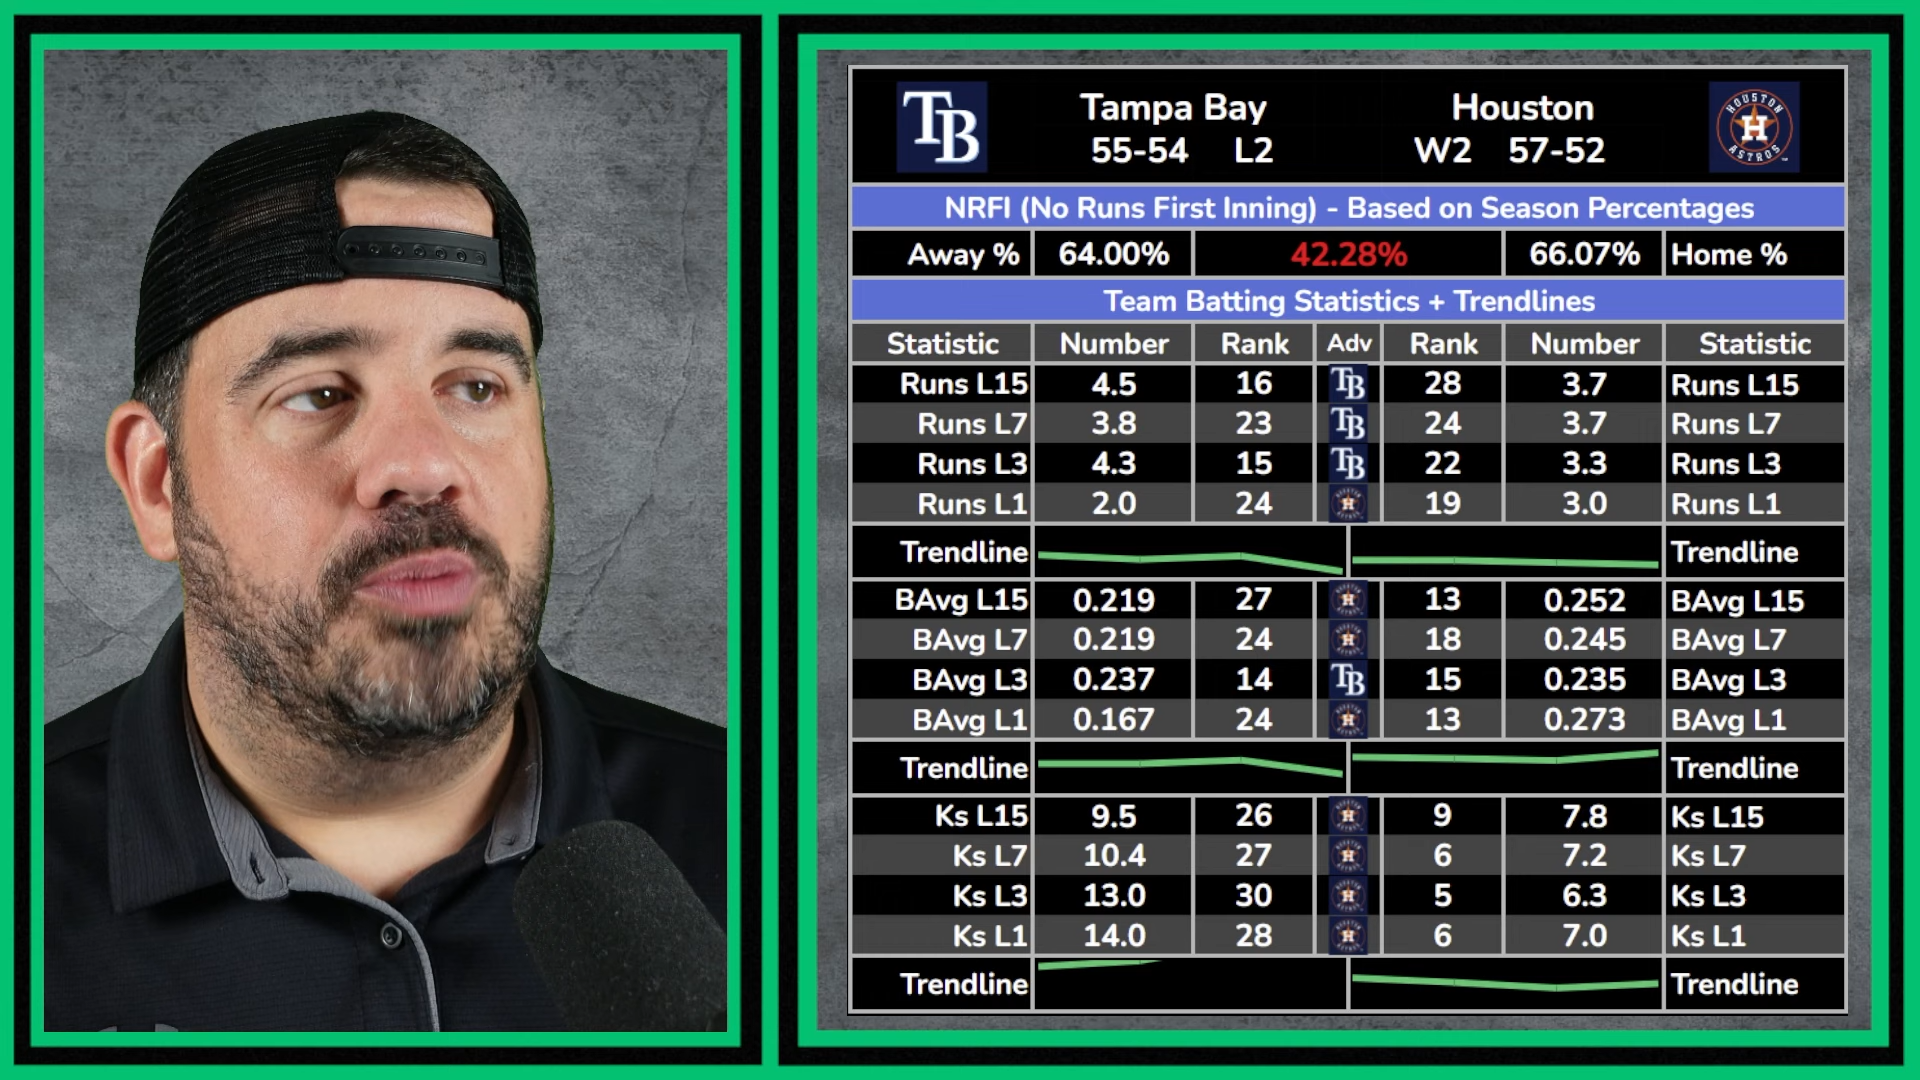 TB
Tampa Bay
55-54 L2
Houston
W2 57-52
HOUSTON
H
ASTROS
NRFI (No Runs First Inning) - Based on Season Percentages
Away % 64.00% 42.28% 66.07% Home %
Team Batting Statistics + Trendlines
Statistic Number Rank Adv Rank Number Statistic
Runs L15 4.5 16 TB 28 3.7 Runs L15
Runs L7 3.8 23 TB 24 3.7 Runs L7
Runs L3 4.3 15 TB 22 3.3 Runs L3
Runs L1 2.0 24 H 19 3.0 Runs L1
Trendline Trendline
BAvg L15 0.219 27 H 13 0.252 BAvg L15
BAvg L7 0.219 24 H 18 0.245 BAvg L7
BAvg L3 0.237 14 TB 15 0.235 BAvg L3
BAvg L1 0.167 24 H 13 0.273 BAvg L1
Trendline Trendline
Ks L15 9.5 26 H 9 7.8 Ks L15
Ks L7 10.4 27 H 6 7.2 Ks L7
Ks L3 13.0 30 H 5 6.3 Ks L3
Ks L1 14.0 28 H 6 7.0 Ks L1
Trendline Trendline